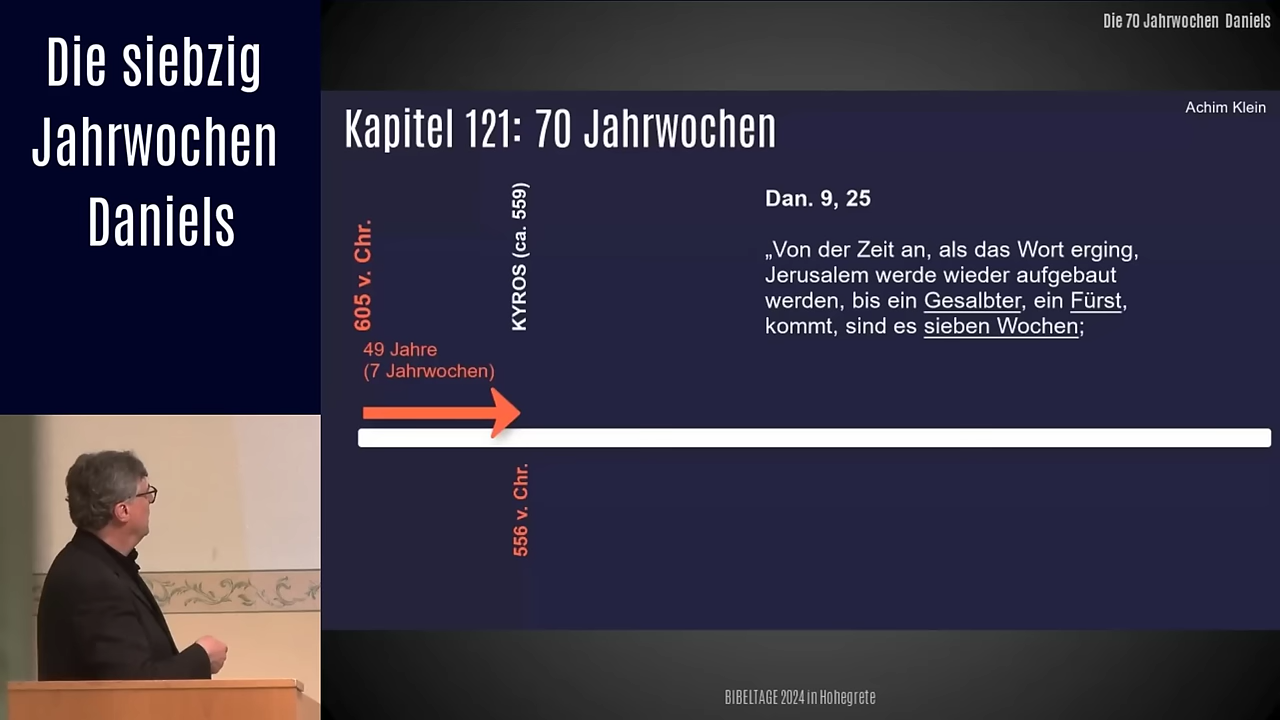 Die siebzig
Jahrwochen
Daniels
Die 70 Jahrwochen Daniels
Achim Klein
Kapitel 121: 70 Jahrwochen
605 v. Chr.
KYROS (ca. 559)
49 Jahre
(7 Jahrwochen)
556 v. Chr.
Dan. 9, 25
„Von der Zeit an, als das Wort erging,
Jerusalem werde wieder aufgebaut
werden, bis ein Gesalbter, ein Fürst,
kommt, sind es sieben Wochen;
BIBELTAGE 2024 in Hohegrete